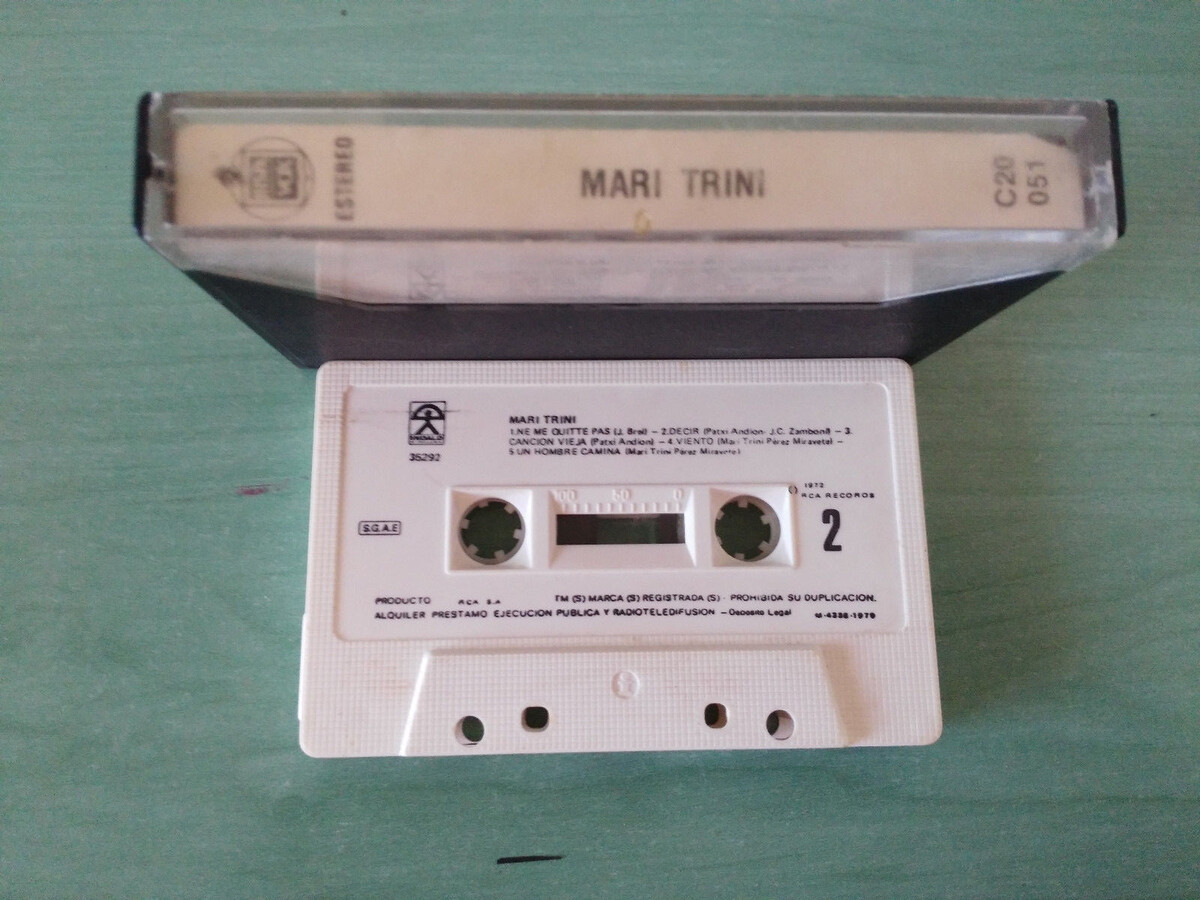 ESTEREO
MARI TRINI
C20
051
6
MARI TRINI
1.NE ME QUITTE PAS (J. Brel) – 2.DECIR (Patxi Andion- J.C. Zamboni) – 3.
CANCION VIEJA (Patxi Andion) – 4.VIENTO (Mari Trini Pérez Miravete) –
5.UN HOMBRE CAMINA (Mari Trini Pérez Miravete)
35292
100 50 0
1972
RCA RECORDS
S.G.A.E
2
PRODUCTO RCA S.A TM (S) MARCA (S) REGISTRADA (S) - PROHIBIDA SU DUPLICACION.
ALQUILER PRESTAMO EJECUCION PUBLICA Y RADIOTELEDIFUSION – Deposito Legal